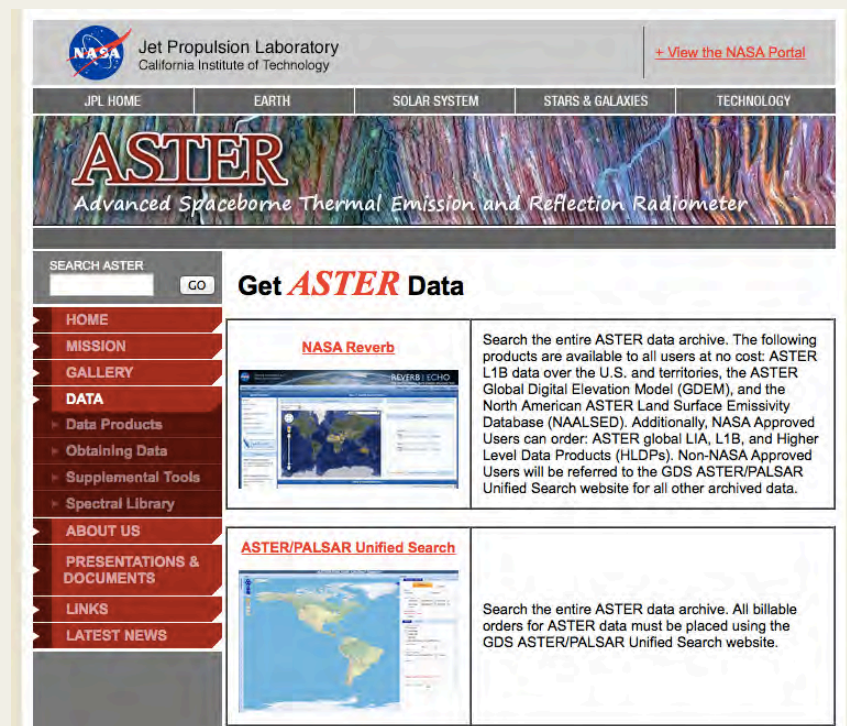 NASA
Jet Propulsion Laboratory
California Institute of Technology
+ View the NASA Portal
JPL HOME
EARTH
SOLAR SYSTEM
STARS & GALAXIES
TECHNOLOGY
ASTER
Advanced Spaceborne Thermal Emission and Reflection Radiometer
SEARCH ASTER
GO
HOME
MISSION
GALLERY
DATA
Data Products
Obtaining Data
Supplemental Tools
Spectral Library
ABOUT US
PRESENTATIONS &
DOCUMENTS
LINKS
LATEST NEWS
Get ASTER Data
NASA Reverb
REVERB | ECHO
Search the entire ASTER data archive. The following
products are available to all users at no cost: ASTER
L1B data over the U.S. and territories, the ASTER
Global Digital Elevation Model (GDEM), and the
North American ASTER Land Surface Emissivity
Database (NAALSED). Additionally, NASA Approved
Users can order: ASTER global LIA, L1B, and Higher
Level Data Products (HLDPs). Non-NASA Approved
Users will be referred to the GDS ASTER/PALSAR
Unified Search website for all other archived data.
ASTER/PALSAR Unified Search
Search the entire ASTER data archive. All billable
orders for ASTER data must be placed using the
GDS ASTER/PALSAR Unified Search website.